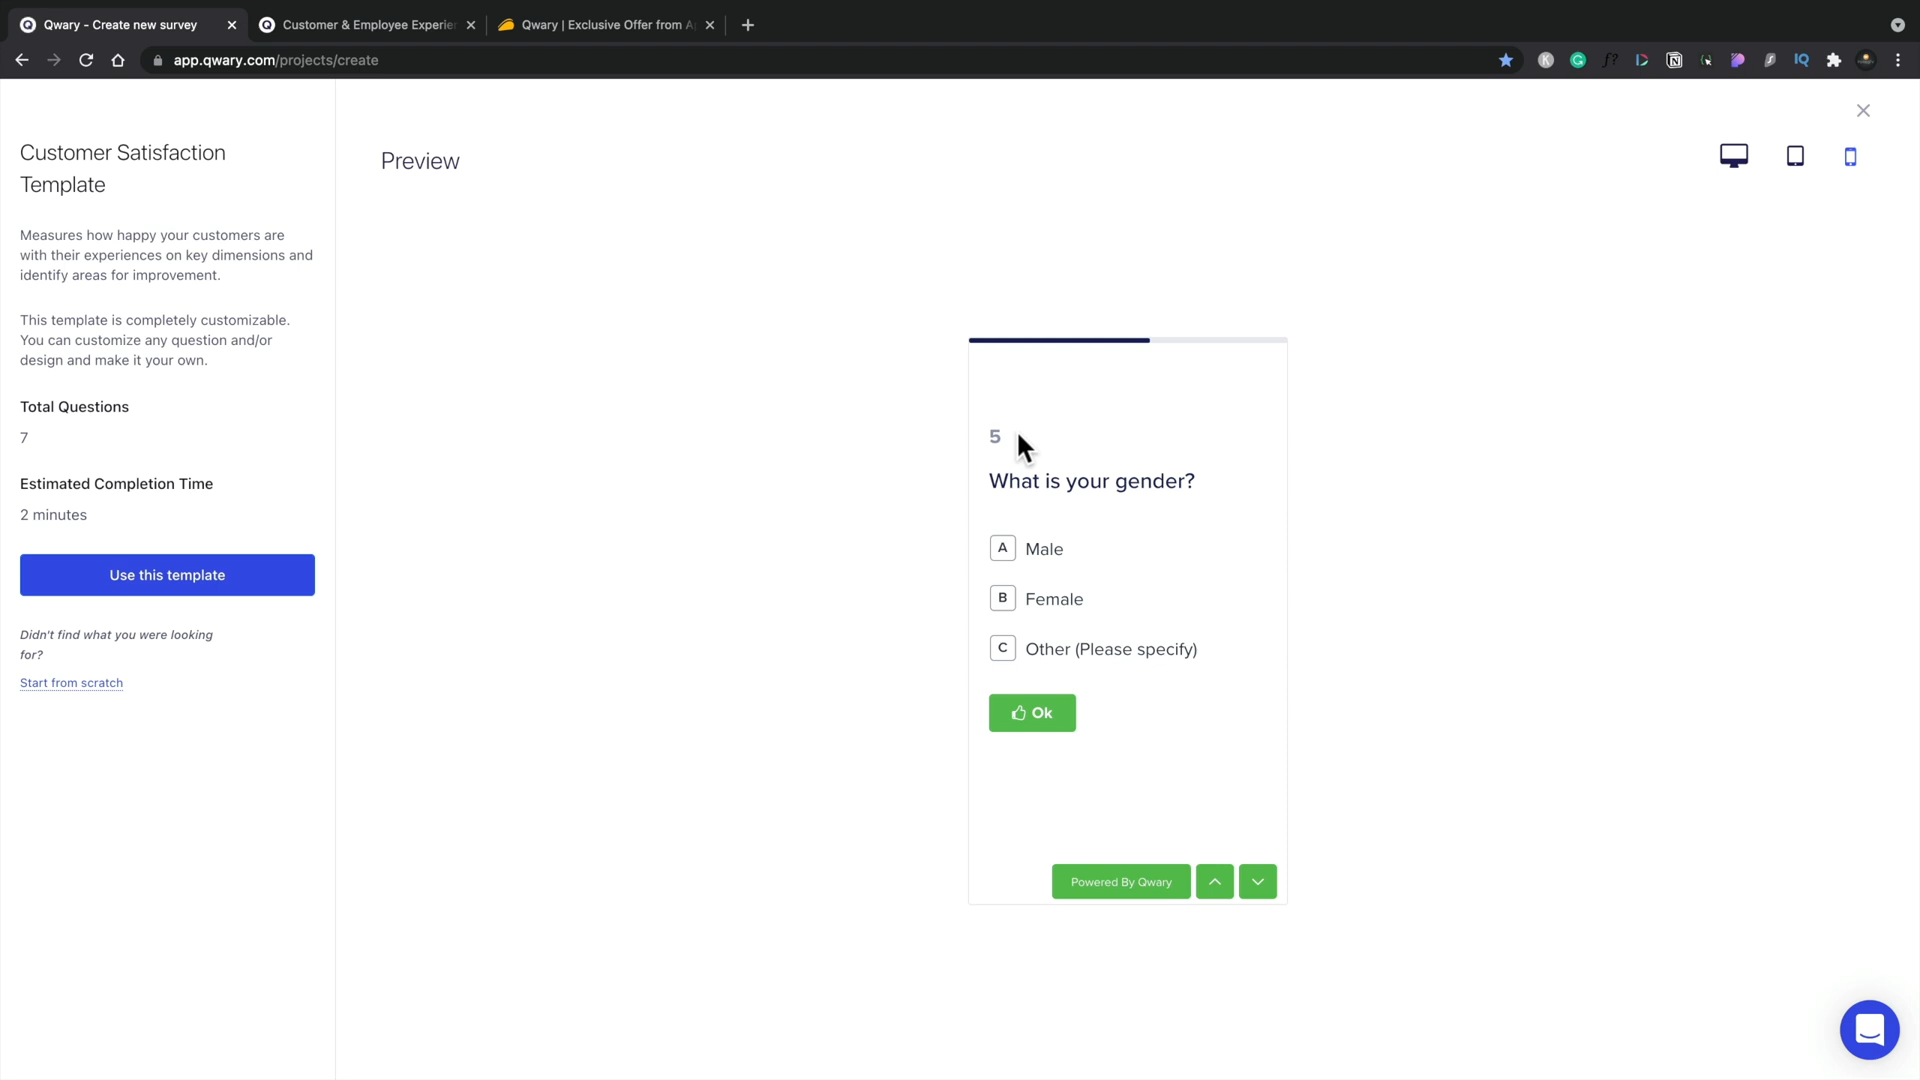 Qwary - Create new survey
Customer & Employee Experie
Qwary | Exclusive Offer from A
app.qwary.com/projects/create
Customer Satisfaction
Template
Measures how happy your customers are
with their experiences on key dimensions and
identify areas for improvement.
This template is completely customizable.
You can customize any question and/or
design and make it your own.
Total Questions
7
Estimated Completion Time
2 minutes
Use this template
Didn't find what you were looking
for?
Start from scratch
Preview
5
What is your gender?
A Male
B Female
C Other (Please specify)
Ok
Powered By Qwary